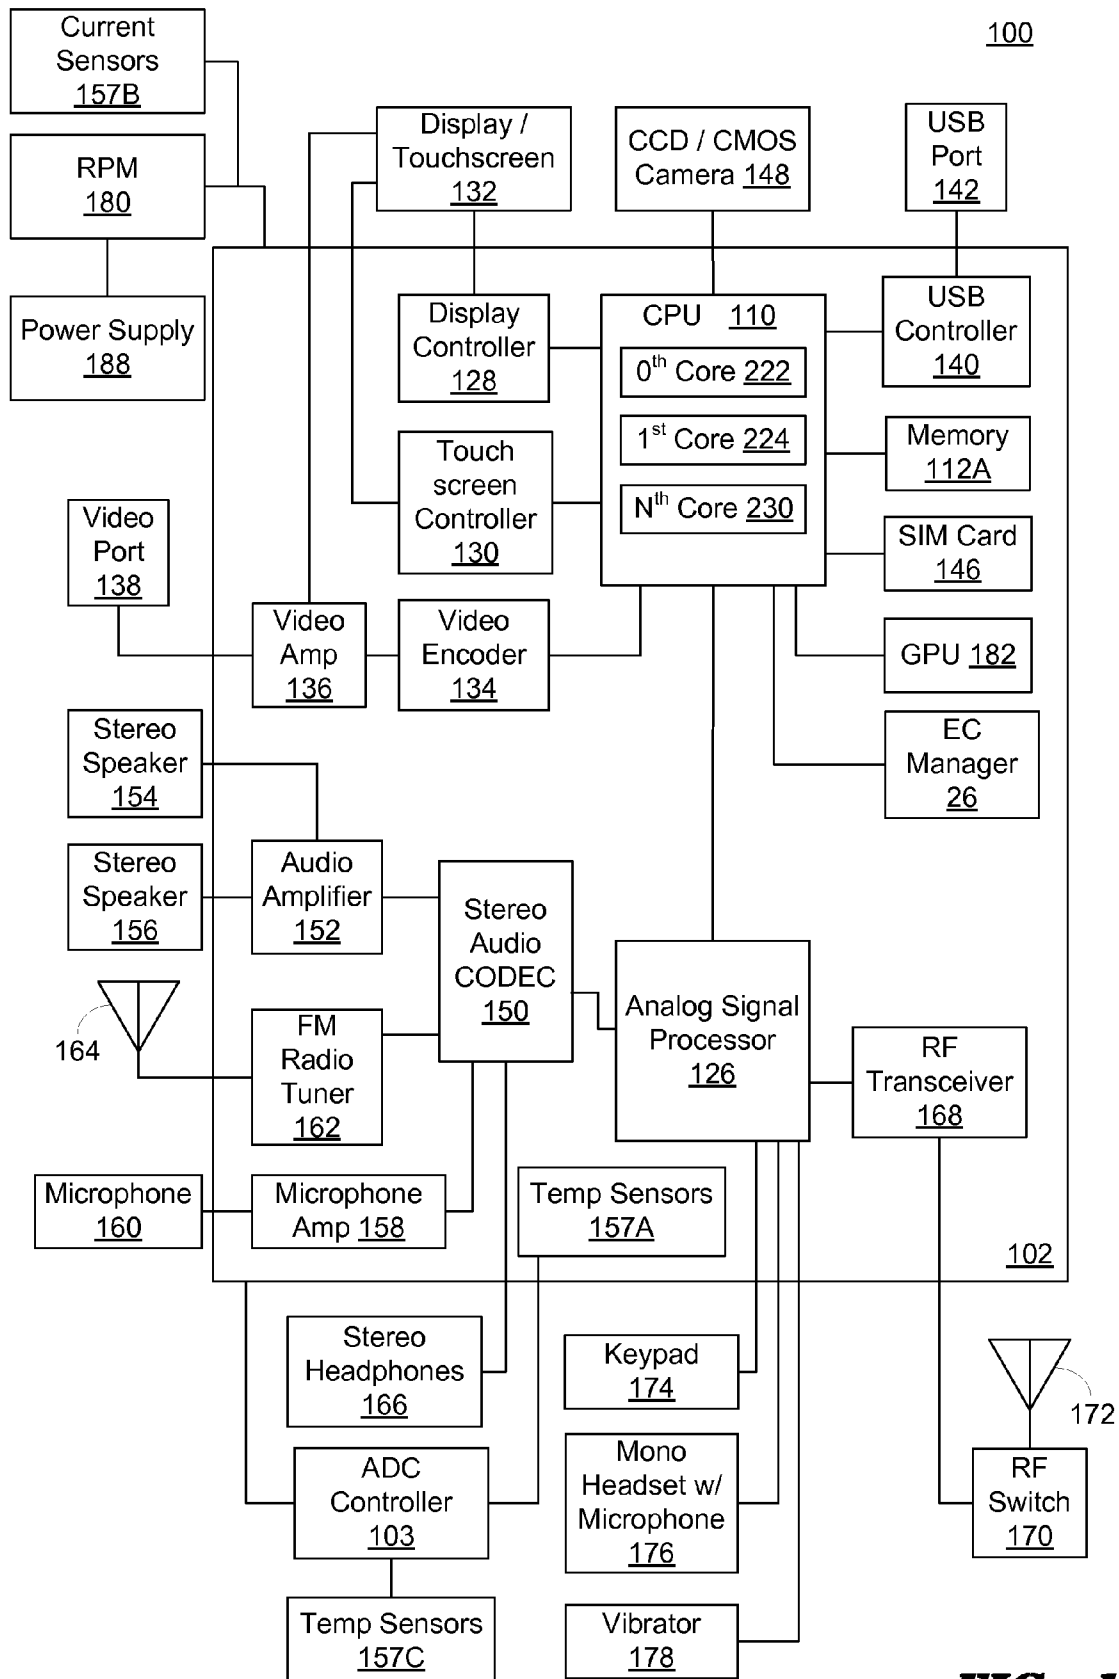 Current
Sensors
157B
100
RPM
180
Display /
Touchscreen
132
CCD / CMOS
Camera 148
USB
Port
142
Power Supply
188
Display
Controller
128
CPU 110
0th Core 222
1st Core 224
Nth Core 230
USB
Controller
140
Touch
screen
Controller
130
Memory
112A
Video
Port
138
SIM Card
146
Video
Amp
136
Video
Encoder
134
GPU 182
Stereo
Speaker
154
EC
Manager
26
Stereo
Speaker
156
Audio
Amplifier
152
Stereo
Audio
CODEC
150
Analog Signal
Processor
126
164
FM
Radio
Tuner
162
RF
Transceiver
168
Microphone
160
Microphone
Amp 158
Temp Sensors
157A
102
Stereo
Headphones
166
Keypad
174
172
ADC
Controller
103
Mono
Headset w/
Microphone
176
RF
Switch
170
Temp Sensors
157C
Vibrator
178